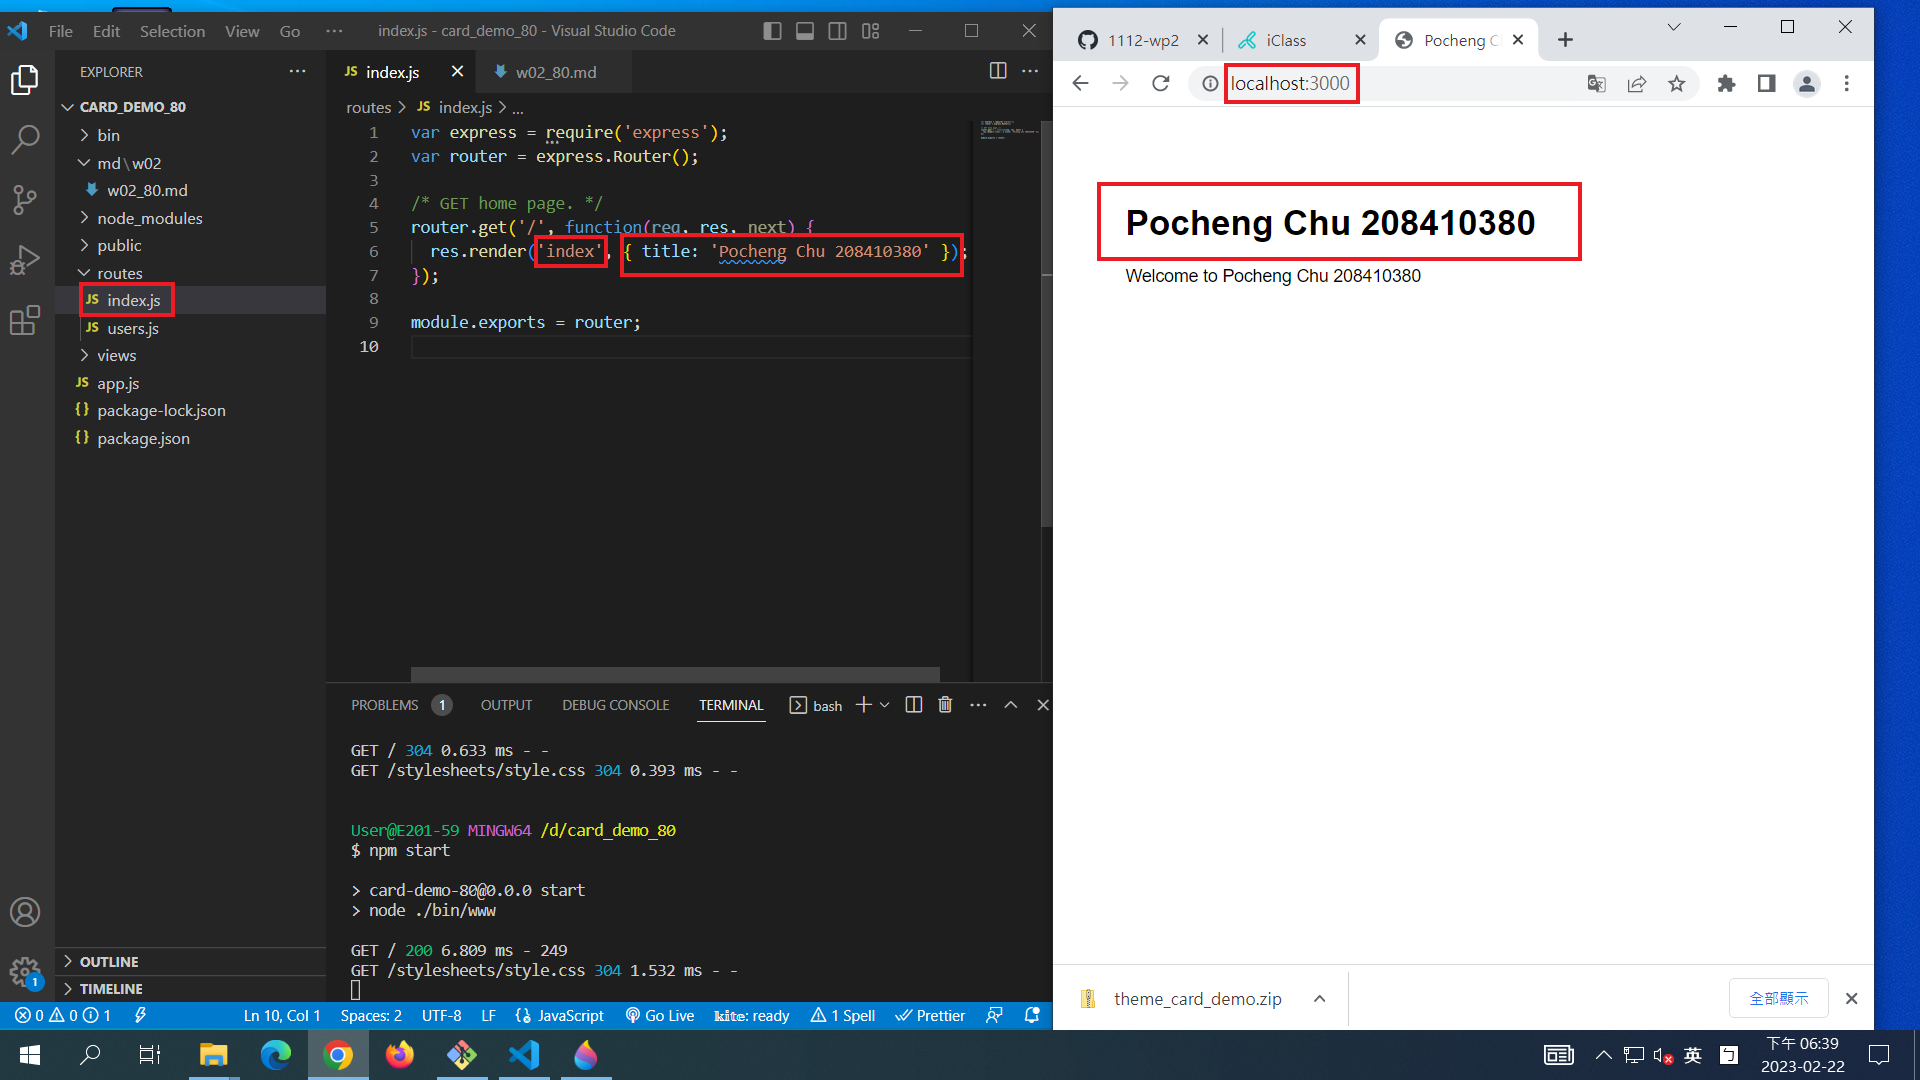 File Edit Selection View Go ··· index.js - card_demo_80 - Visual Studio Code
EXPLORER ···
CARD_DEMO_80
bin
md\w02
w02_80.md
node_modules
public
routes
JS index.js
JS users.js
views
JS app.js
{} package-lock.json
{} package.json
OUTLINE
TIMELINE
JS index.js w02_80.md
routes > JS index.js > ...
1 var express = require('express');
2 var router = express.Router();
3
4 /* GET home page. */
5 router.get('/', function(req, res, next) {
6 res.render('index', { title: 'Pocheng Chu 208410380' });
7 });
8
9 module.exports = router;
10
PROBLEMS 1 OUTPUT DEBUG CONSOLE TERMINAL bash
GET / 304 0.633 ms - -
GET /stylesheets/style.css 304 0.393 ms - -
User@E201-59 MINGW64 /d/card_demo_80
$ npm start
> card-demo-80@0.0.0 start
> node ./bin/www
GET / 200 6.809 ms - 249
GET /stylesheets/style.css 304 1.532 ms - -
1
0 0 1 Ln 10, Col 1 Spaces: 2 UTF-8 LF {} JavaScript Go Live kite: ready 1 Spell Prettier
1112-wp2 iClass Pocheng C
localhost:3000
Pocheng Chu 208410380
Welcome to Pocheng Chu 208410380
theme_card_demo.zip
全部顯示
英 ㄅ
下午 06:39
2023-02-22